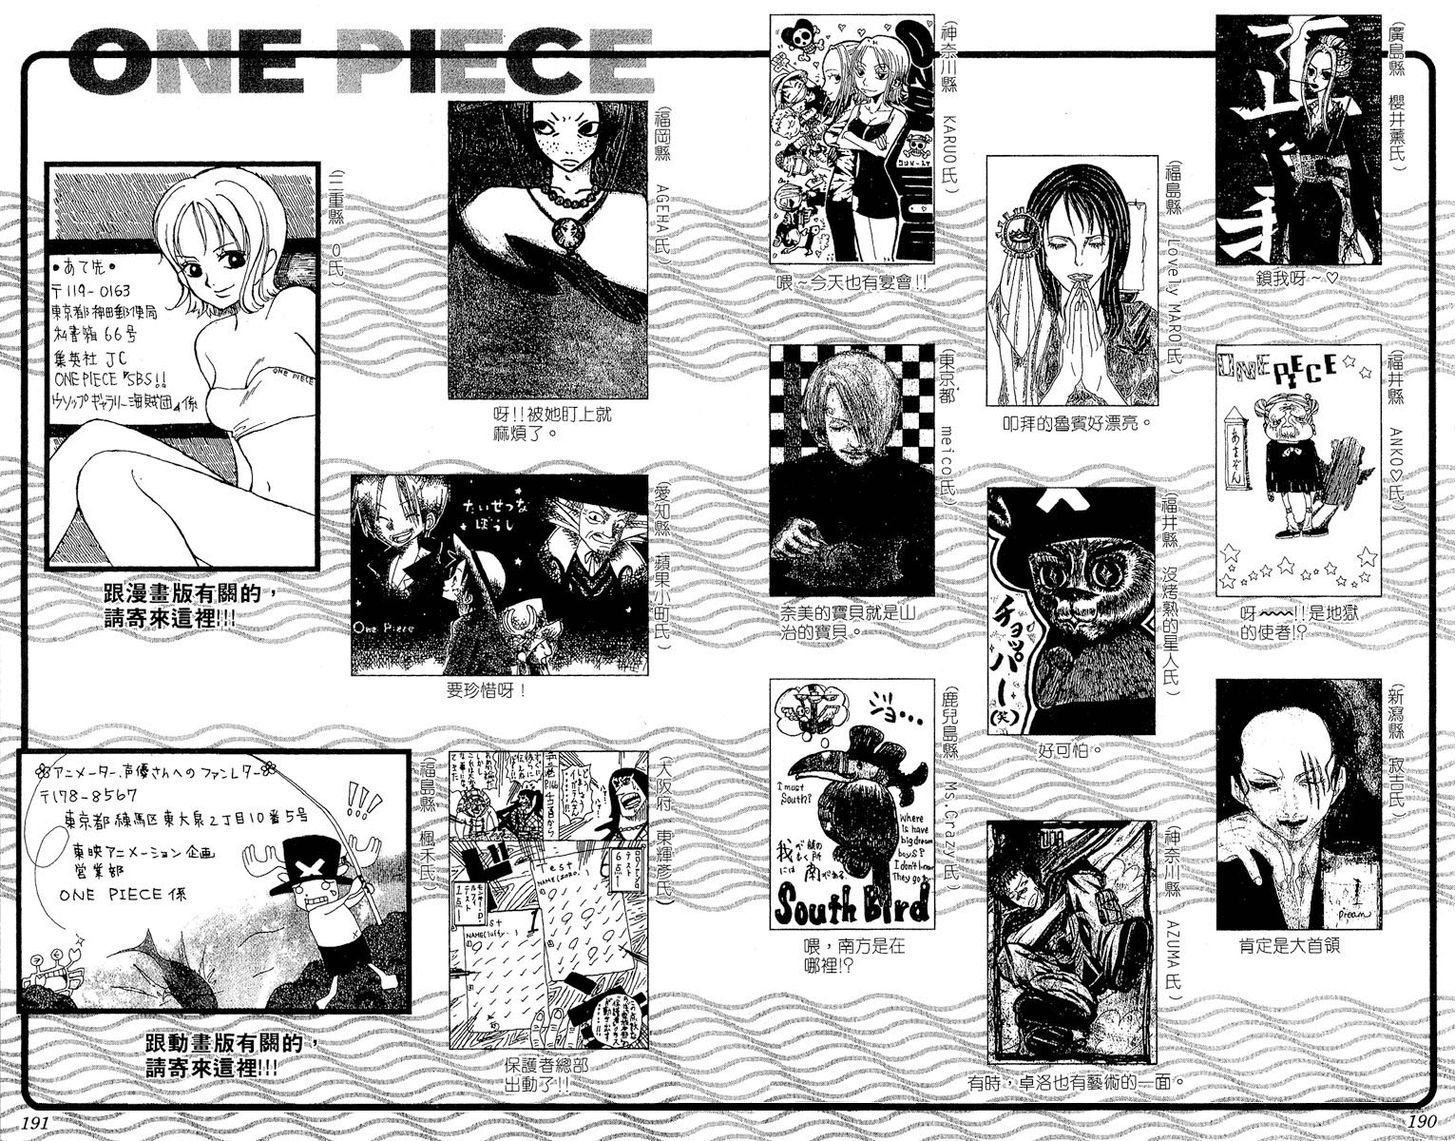 ONE PIECE
(廣島縣 櫻井薰氏)
鎖我呀~♡
(神奈川縣 KARUO氏)
喂~今天也有宴會!!
(福島縣 Lovely MARO!氏)
叩拜的魯賓好漂亮。
(福岡縣 AGEHA氏)
呀!!被她盯上就
麻煩了。
(三重縣 O氏)
•あて先•
〒119-0163
東京都神田郵便局
私書箱66号
集英社 JC
ONE PIECE "SBS!!
ウソップギャラリー海賊団"係
ONE PIECE
跟漫畫版有關的,
請寄來這裡!!!
(福井縣 ANKO♡氏)
ONE PIECE
呀~~~!!是地獄
的使者!?
(東京都 meico氏)
奈美的寶貝就是山
治的寶貝。
(福井縣 沒烤熟的星人氏)
チョッパー
(笑)
好可怕。
(愛知縣 蘋果小町氏)
たいせつな
ぼうし
One Piece
要珍惜呀!
(新瀉縣 寂吉氏)
Dream
肯定是大首領
(鹿兒島縣 Ms.Crazy氏)
ジョ...
I must
South?
Where
is have
big dream
boys?
South Bird
喂,南方是在
哪裡!?
(神奈川縣 AZUMA氏)
有時,卓洛也有藝術的一面。
(大阪府 東輝彥氏)
Test
保護者總部
出動了!!
(福島縣 楓禾氏)
アニメーター、声優さんへのファンレター
〒178-8567
東京都練馬区東大泉2丁目10番5号
東映アニメーション企画
営業部
ONE PIECE係
!!!
跟動畫版有關的,
請寄來這裡!!!
191
190